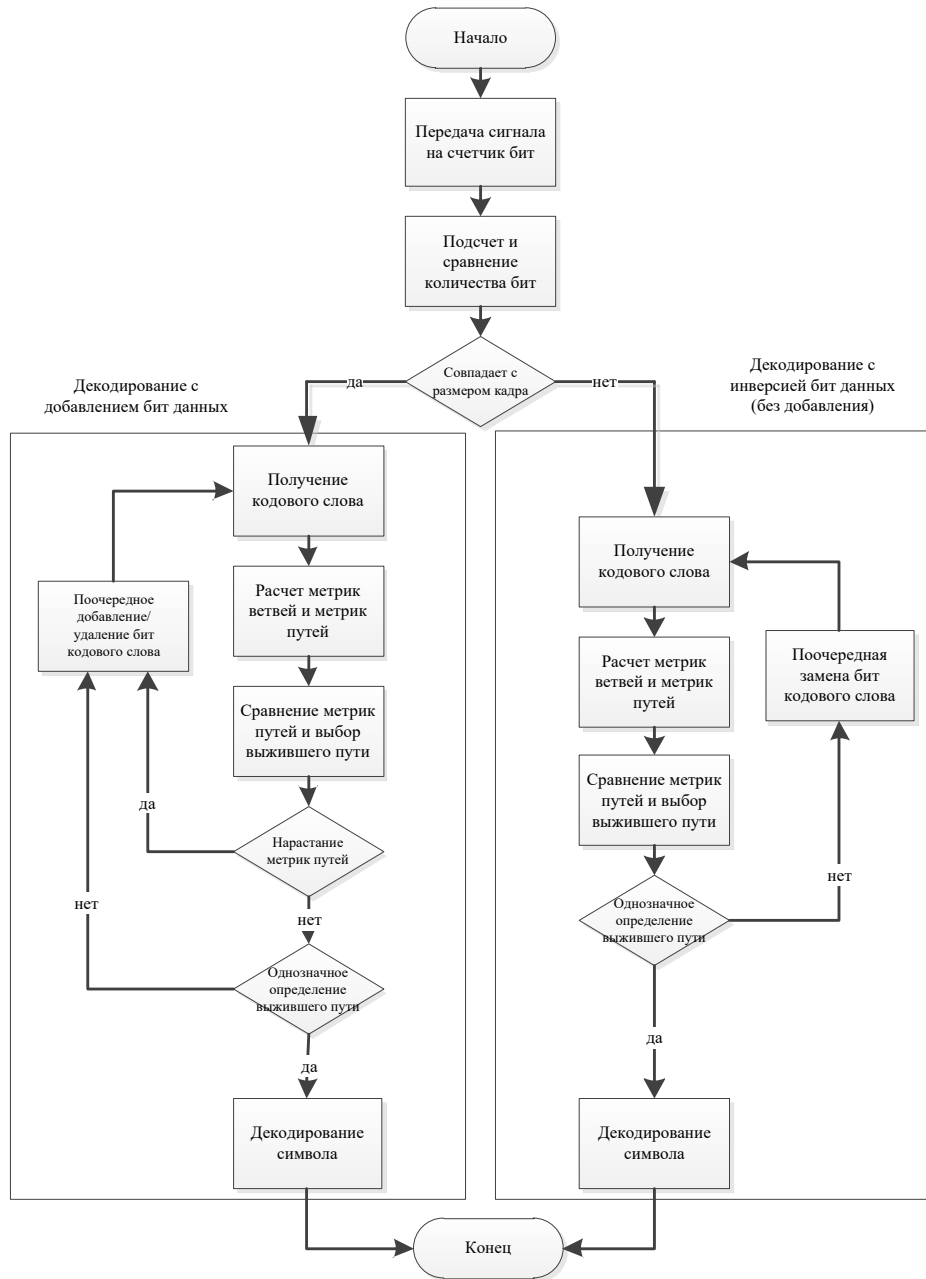 Начало
Передача сигнала
на счетчик бит
Подсчет и
сравнение
количества бит
Совпадает с
размером кадра
да
нет
Декодирование с
добавлением бит данных
Получение
кодового слова
Расчет метрик
ветвей и метрик
путей
Поочередное
добавление/
удаление бит
кодового слова
Сравнение метрик
путей и выбор
выжившего пути
да
Нарастание
метрик путей
нет
нет
Однозначное
определение
выжившего пути
да
Декодирование
символа
Декодирование с
инверсией бит данных
(без добавления)
Получение
кодового слова
Расчет метрик
ветвей и метрик
путей
Поочередная
замена бит
кодового слова
Сравнение метрик
путей и выбор
выжившего пути
нет
Однозначное
определение
выжившего пути
да
Декодирование
символа
Конец